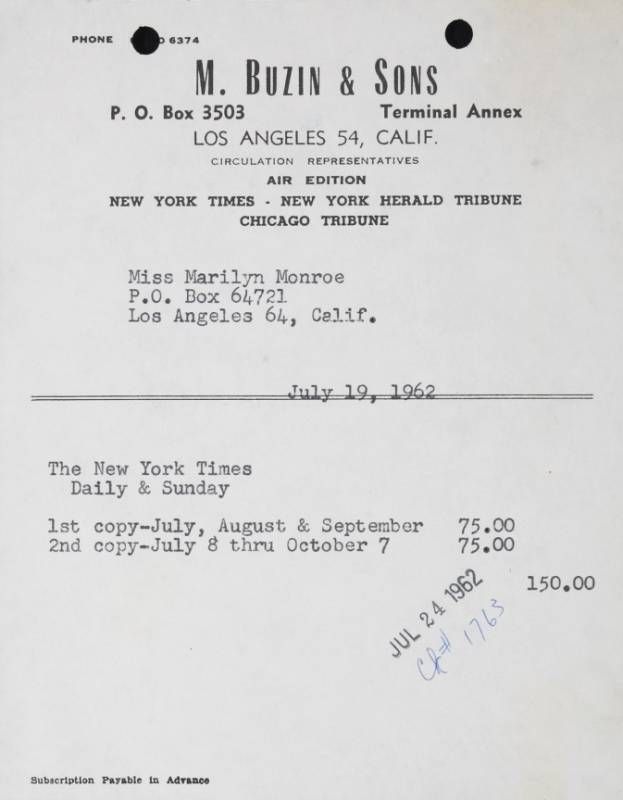 PHONE 6374
M. BUZIN & SONS
P. O. Box 3503 Terminal Annex
LOS ANGELES 54, CALIF.
CIRCULATION REPRESENTATIVES
AIR EDITION
NEW YORK TIMES - NEW YORK HERALD TRIBUNE
CHICAGO TRIBUNE
Miss Marilyn Monroe
P.O. Box 64721
Los Angeles 64, Calif.
July 19, 1962
The New York Times
Daily & Sunday
1st copy-July, August & September 75.00
2nd copy-July 8 thru October 7 75.00
150.00
JUL 24 1962
Ck# 1763
Subscription Payable in Advance